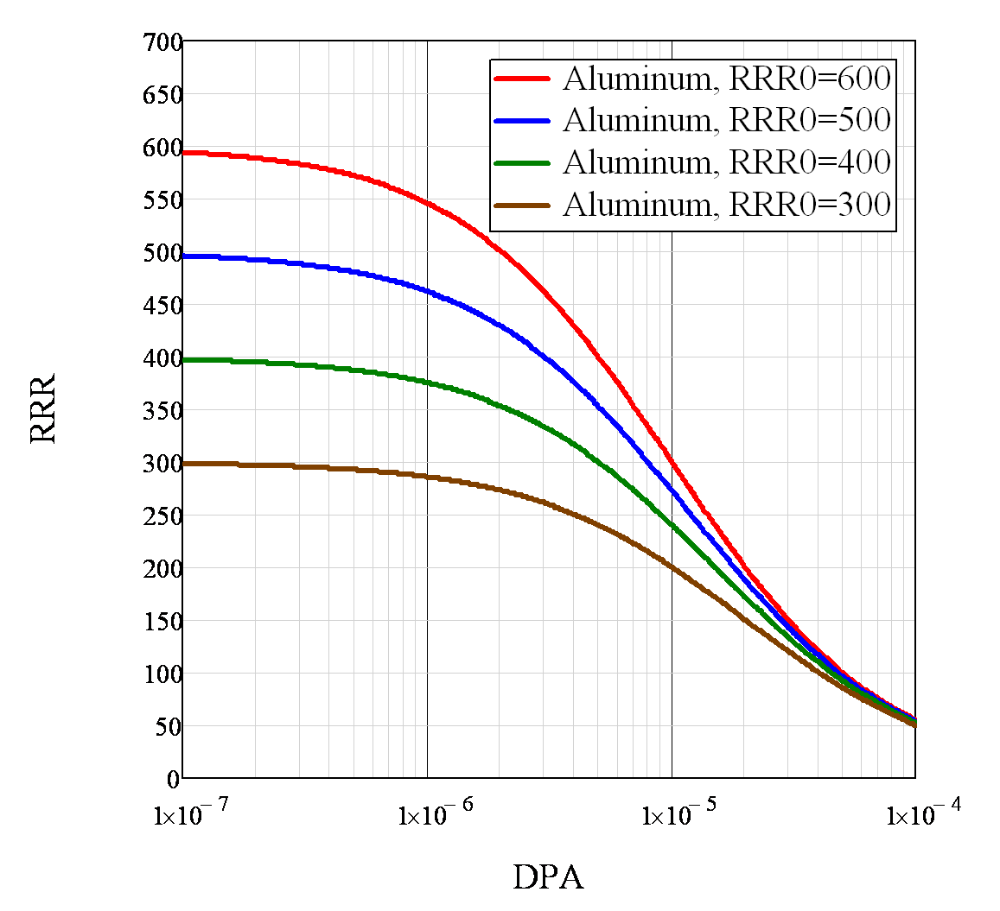 700
650
600
550
500
450
400
350
300
250
200
150
100
50
0
RRR
Aluminum, RRR0=600
Aluminum, RRR0=500
Aluminum, RRR0=400
Aluminum, RRR0=300
1×10⁻⁷ 1×10⁻⁶ 1×10⁻⁵ 1×10⁻⁴
DPA